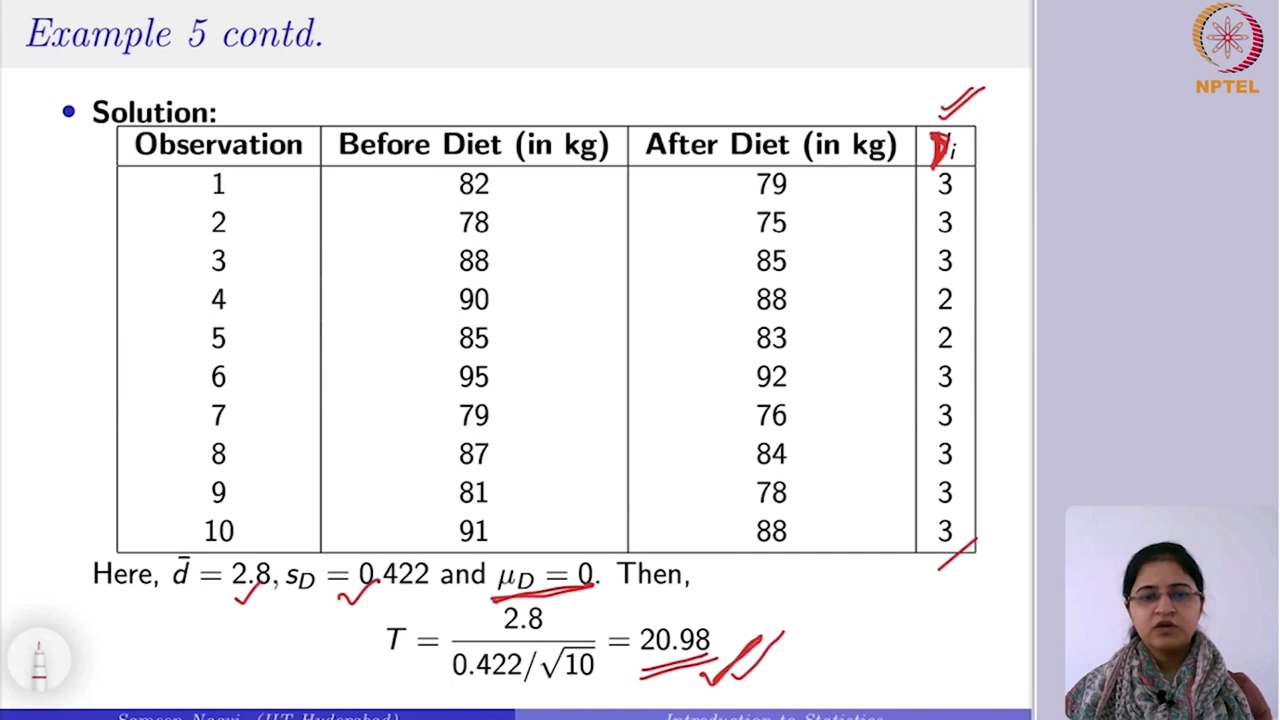 Example 5 contd.
NPTEL
Solution:
Observation Before Diet (in kg) After Diet (in kg) Dᵢ
1 82 79 3
2 78 75 3
3 88 85 3
4 90 88 2
5 85 83 2
6 95 92 3
7 79 76 3
8 87 84 3
9 81 78 3
10 91 88 3
Here, d̄ = 2.8, s_D = 0.422 and μ_D = 0. Then,
T = 2.8 / (0.422/√10) = 20.98
Sameen Naqvi (IIT Hyderabad) Introduction to Statistics